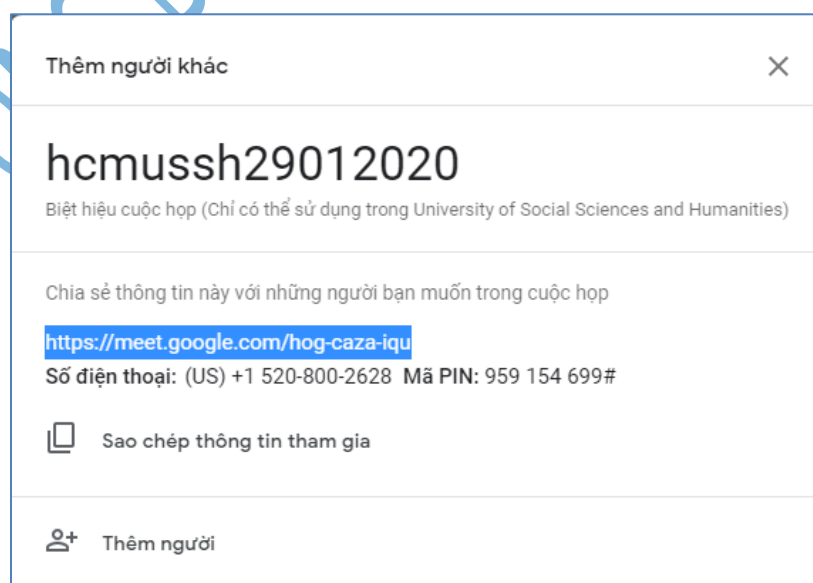 Thêm người khác
hcmussh29012020
Biệt hiệu cuộc họp (Chỉ có thể sử dụng trong University of Social Sciences and Humanities)
Chia sẻ thông tin này với những người bạn muốn trong cuộc họp
https://meet.google.com/hog-caza-iqu
Số điện thoại: (US) +1 520-800-2628 Mã PIN: 959 154 699#
Sao chép thông tin tham gia
Thêm người